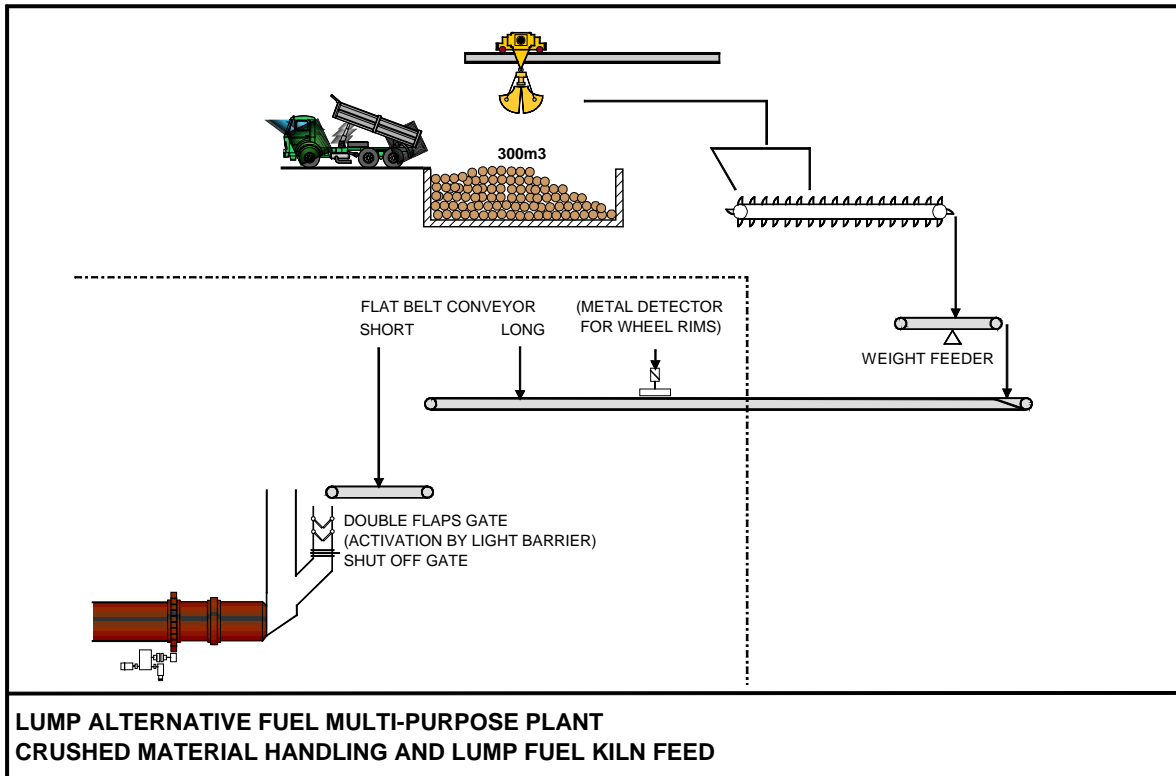 300m3
FLAT BELT CONVEYOR
SHORT
LONG
(METAL DETECTOR
FOR WHEEL RIMS)
WEIGHT FEEDER
DOUBLE FLAPS GATE
(ACTIVATION BY LIGHT BARRIER)
SHUT OFF GATE
LUMP ALTERNATIVE FUEL MULTI-PURPOSE PLANT
CRUSHED MATERIAL HANDLING AND LUMP FUEL KILN FEED